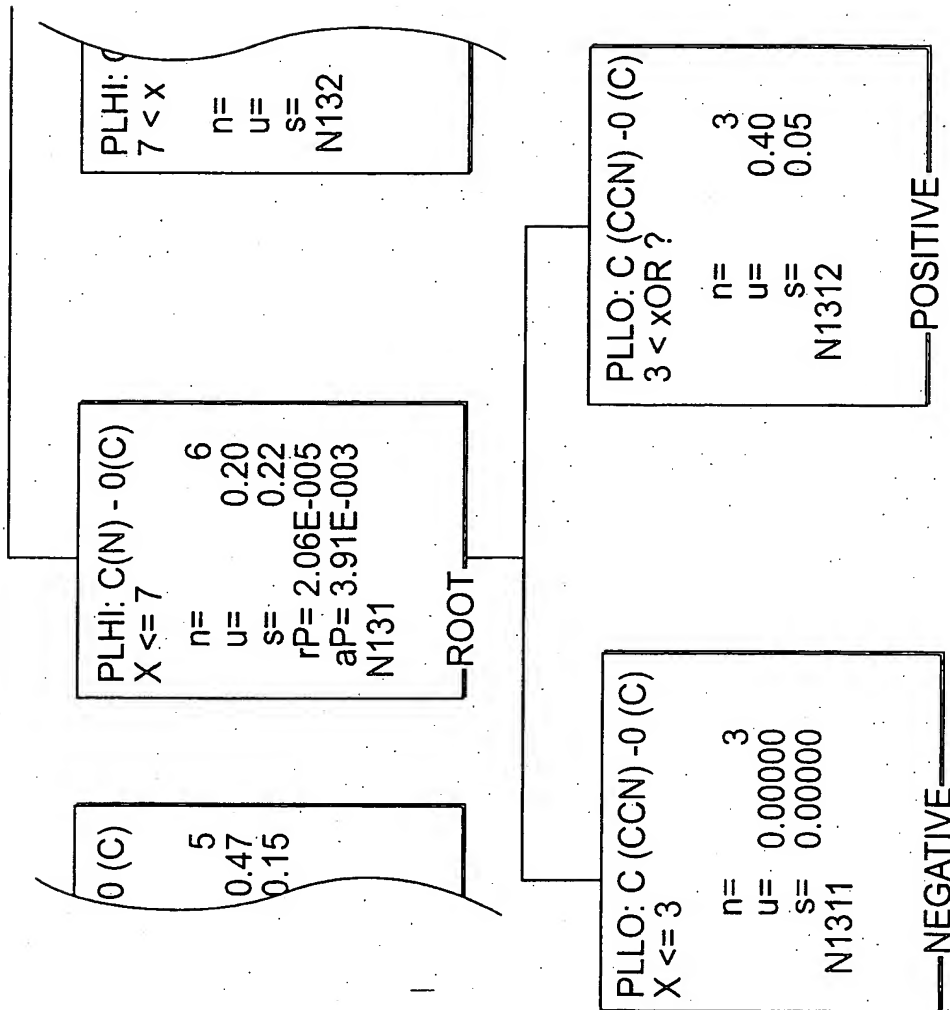 0 (C)
5
0.47
0.15
PLHI: C(N) - 0(C)
X <= 7
n= 6
u= 0.20
s= 0.22
rP= 2.06E-005
aP= 3.91E-003
N131
ROOT
PLHI:
7 < x
n=
u=
s=
N132
PLLO: C (CCN) -0 (C)
X <= 3
n= 3
u= 0.00000
s= 0.00000
N1311
NEGATIVE
PLLO: C (CCN) -0 (C)
3 < xOR ?
n= 3
u= 0.40
s= 0.05
N1312
POSITIVE